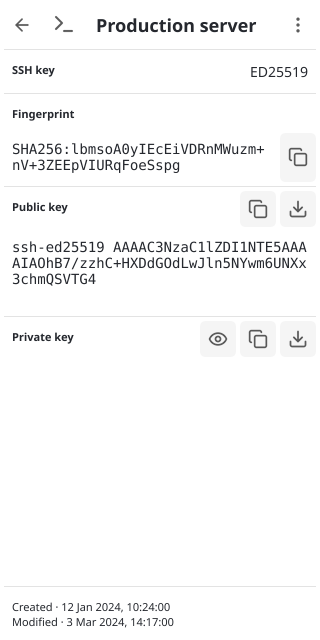 Production server
SSH key
ED25519
Fingerprint
SHA256:lbmsoA0yIEcEiVDRnMWuzm+
nV+3ZEEpVIURqFoeSspg
Public key
ssh-ed25519 AAAAC3NzaC1lZDI1NTE5AAA
AIAOhB7/zzhC+HXDdGOdLwJln5NYwm6UNXx
3chmQSVTG4
Private key
Created · 12 Jan 2024, 10:24:00
Modified · 3 Mar 2024, 14:17:00